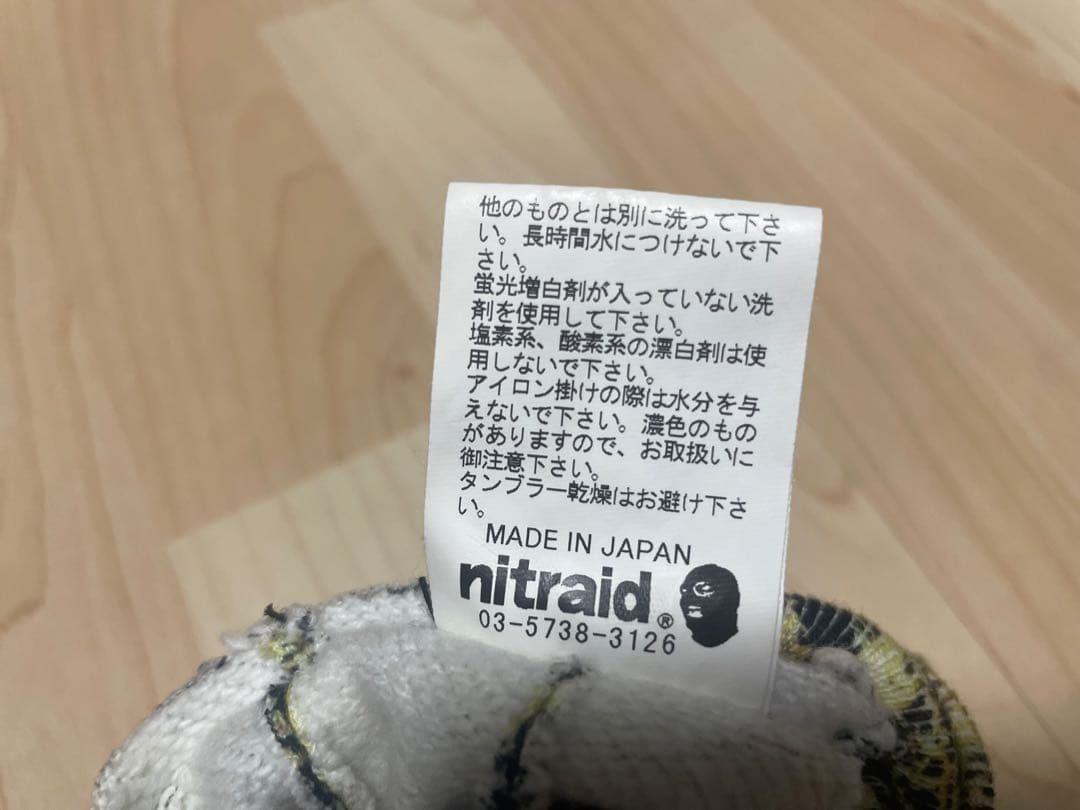 他のものとは別に洗って下さ
い。長時間水につけないで下
さい。
蛍光増白剤が入っていない洗
剤を使用して下さい。
塩素系、酸素系の漂白剤は使
用しないで下さい。
アイロン掛けの際は水分を与
えないで下さい。濃色のもの
がありますので、お取扱いに
御注意下さい。
タンブラー乾燥はお避け下さ
い。
MADE IN JAPAN
nitraid®
03-5738-3126